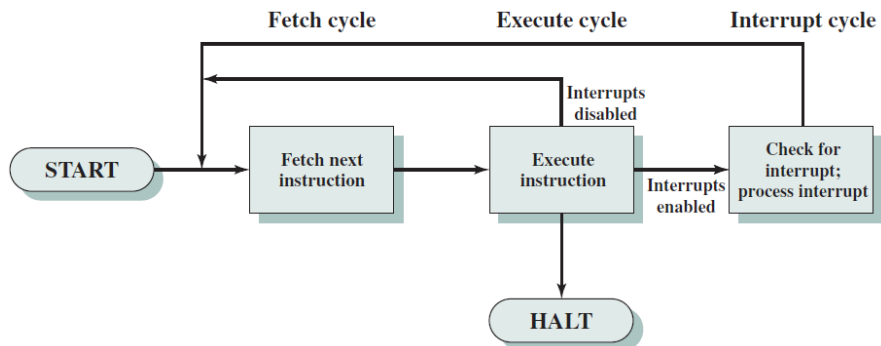 Fetch cycle
Execute cycle
Interrupt cycle
Interrupts
disabled
START
Fetch next
instruction
Execute
instruction
Interrupts
enabled
Check for
interrupt;
process interrupt
HALT